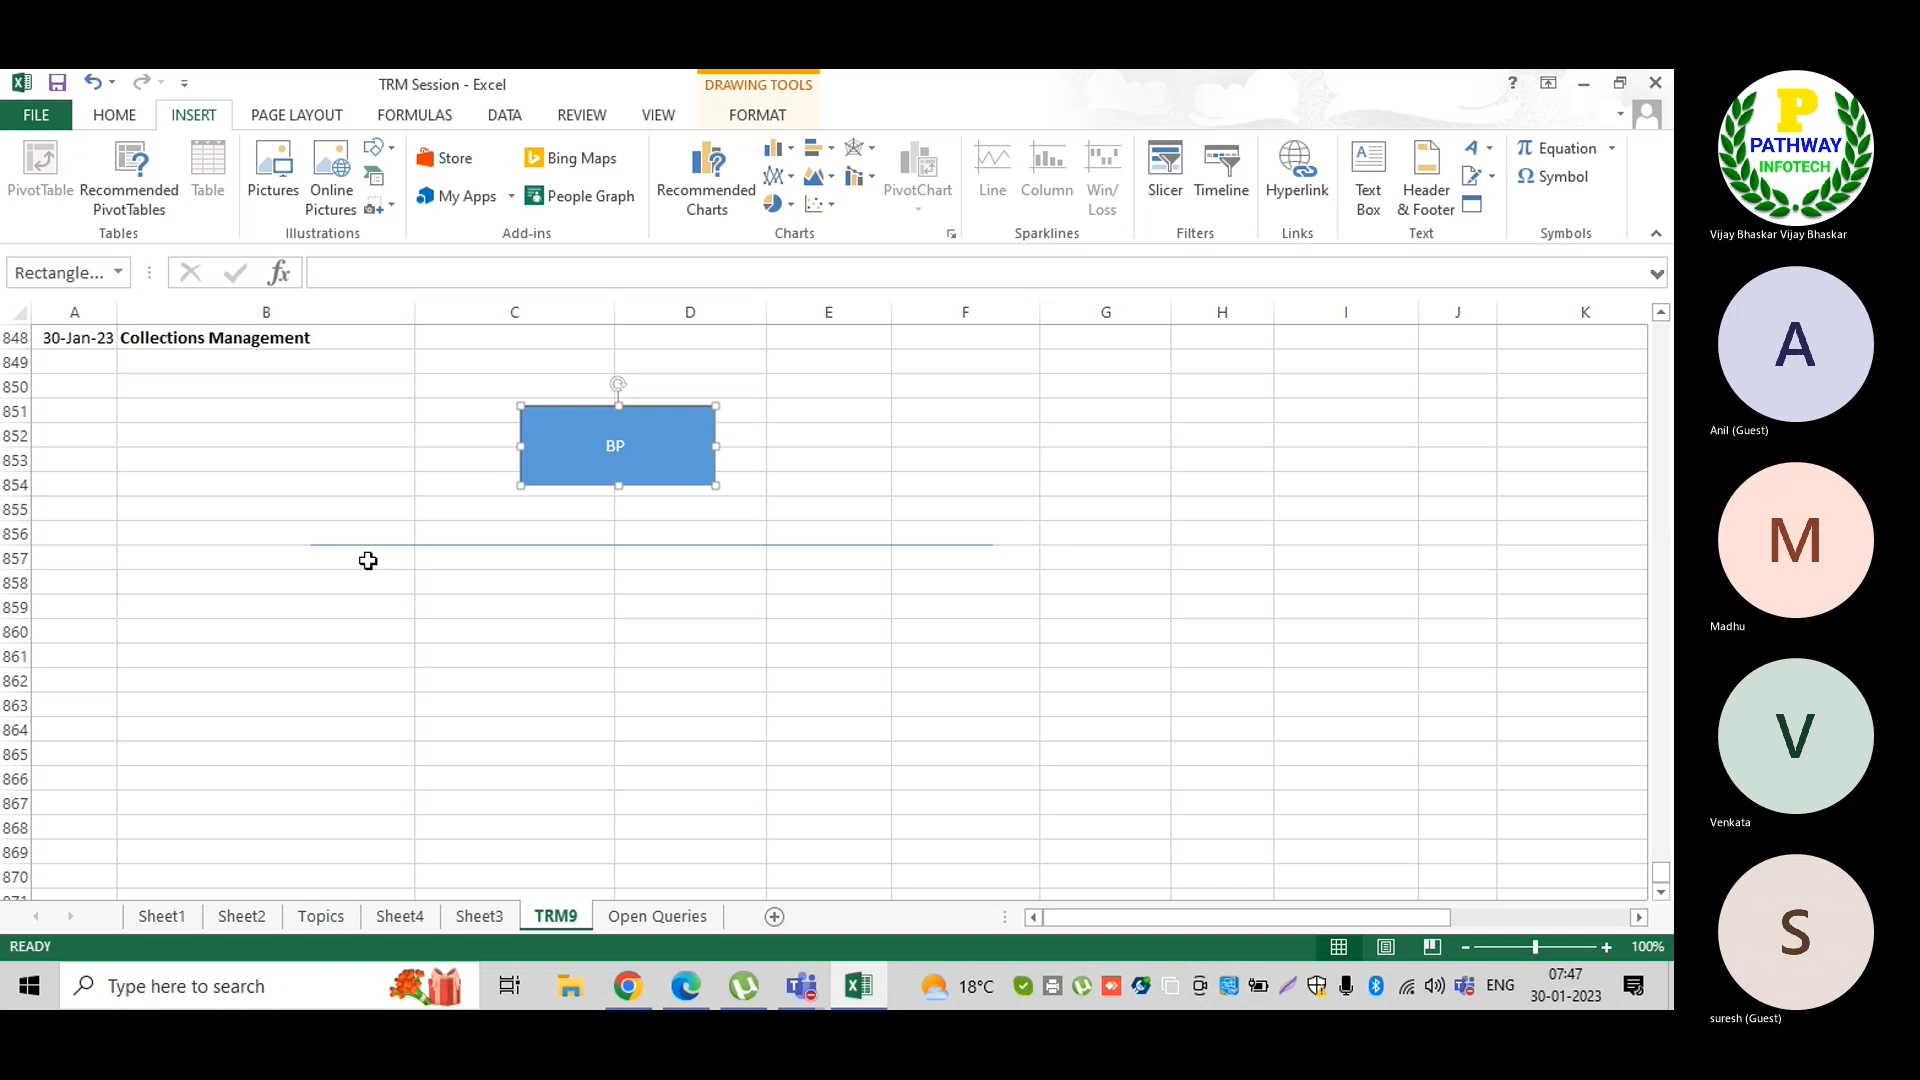 TRM Session - Excel
DRAWING TOOLS
?
FILE
HOME
INSERT
PAGE LAYOUT
FORMULAS
DATA
REVIEW
VIEW
FORMAT
PivotTable
Recommended
PivotTables
Table
Tables
Pictures
Online
Pictures
Illustrations
Store
My Apps
Bing Maps
People Graph
Add-ins
Recommended
Charts
PivotChart
Charts
Line
Column
Win/
Loss
Sparklines
Slicer
Timeline
Filters
Hyperlink
Links
Text
Box
Header
& Footer
Text
Equation
Symbol
Symbols
Rectangle...
fx
A B C D E F G H I J K
848 30-Jan-23 Collections Management
849
850
851
852
BP
853
854
855
856
857
858
859
860
861
862
863
864
865
866
867
868
869
870
Sheet1
Sheet2
Topics
Sheet4
Sheet3
TRM9
Open Queries
READY
100%
Type here to search
18°C
ENG
07:47
30-01-2023
P
PATHWAY
INFOTECH
Vijay Bhaskar Vijay Bhaskar
A
Anil (Guest)
M
Madhu
V
Venkata
S
suresh (Guest)